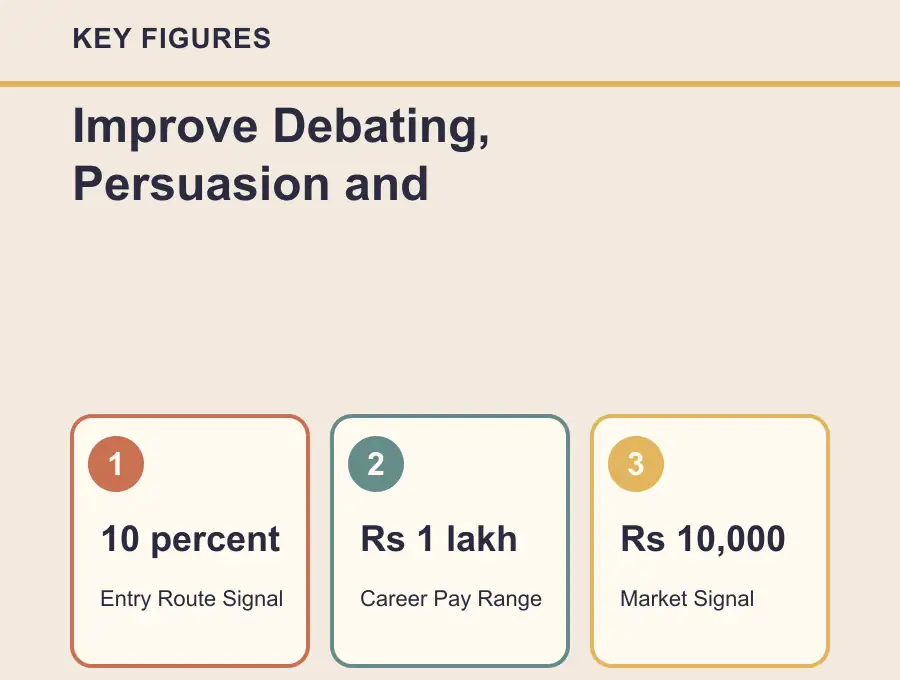 KEY FIGURES
Improve Debating,
Persuasion and
1
2
3
10 percent
Rs 1 lakh
Rs 10,000
Entry Route Signal
Career Pay Range
Market Signal